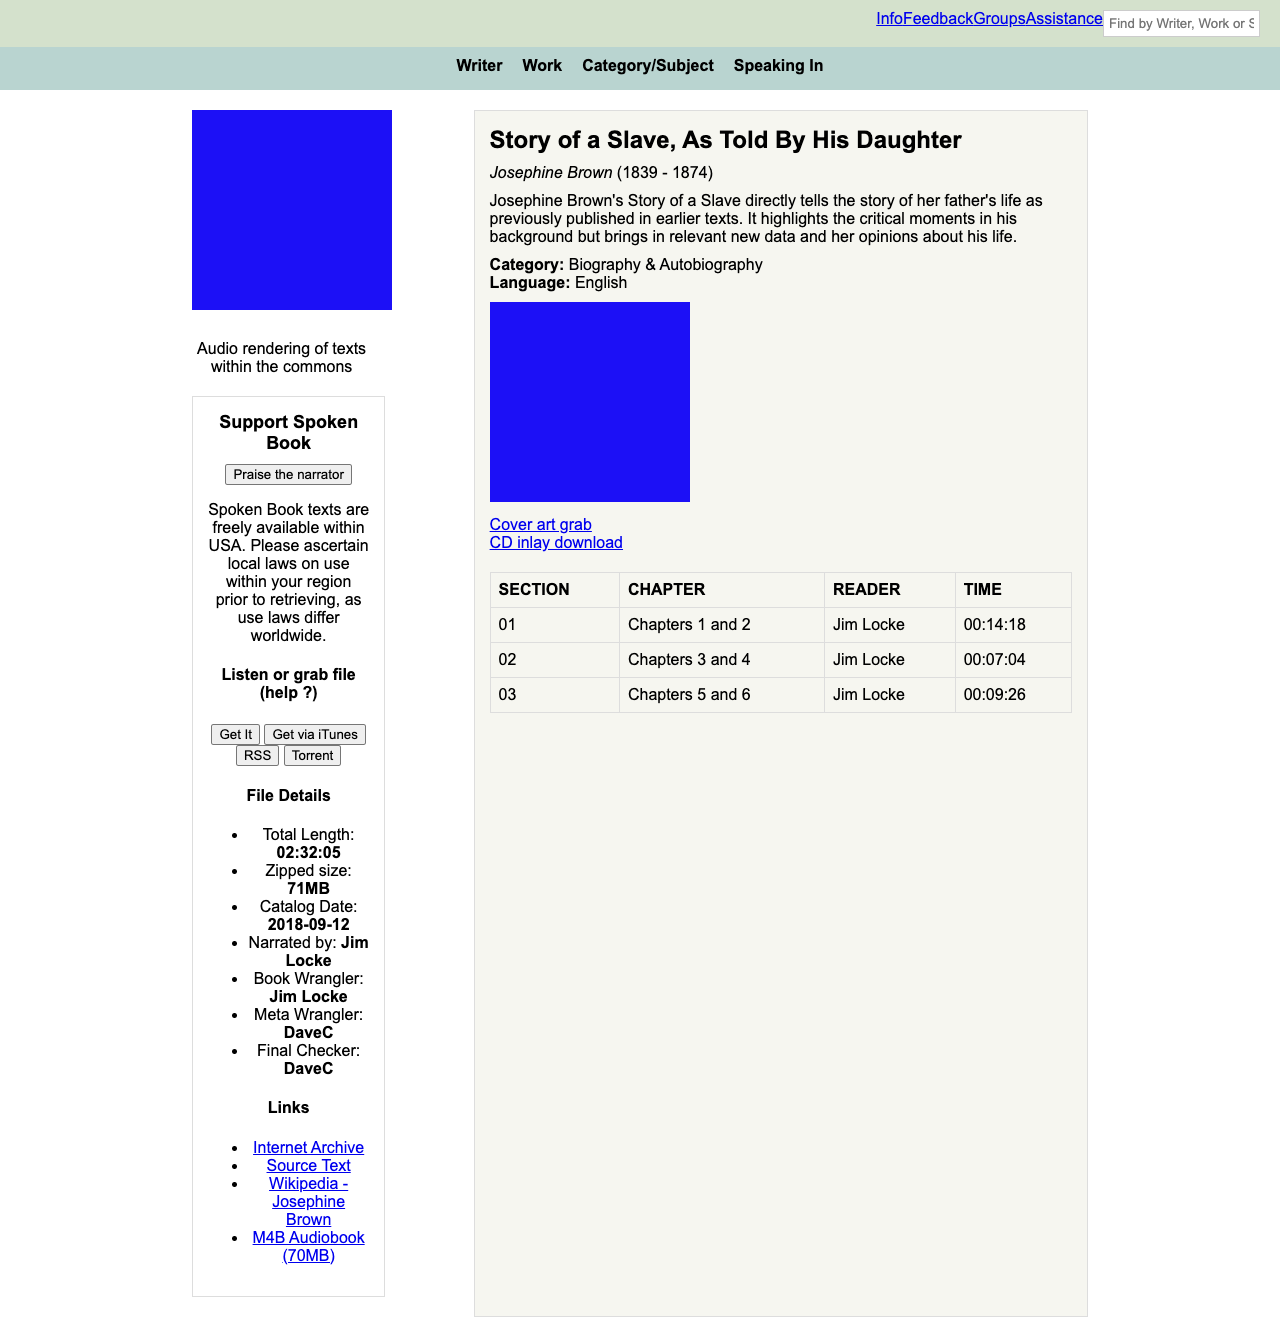 Info Feedback Groups Assistance Find by Writer, Work or S
Writer Work Category/Subject Speaking In
Audio rendering of texts
within the commons
Support Spoken
Book
Praise the narrator
Spoken Book texts are
freely available within
USA. Please ascertain
local laws on use
within your region
prior to retrieving, as
use laws differ
worldwide.
Listen or grab file
(help ?)
Get It Get via iTunes
RSS Torrent
File Details
• Total Length:
02:32:05
• Zipped size:
71MB
• Catalog Date:
2018-09-12
• Narrated by: Jim
Locke
• Book Wrangler:
Jim Locke
• Meta Wrangler:
DaveC
• Final Checker:
DaveC
Links
• Internet Archive
• Source Text
• Wikipedia -
Josephine
Brown
• M4B Audiobook
(70MB)
Story of a Slave, As Told By His Daughter
Josephine Brown (1839 - 1874)
Josephine Brown's Story of a Slave directly tells the story of her father's life as
previously published in earlier texts. It highlights the critical moments in his
background but brings in relevant new data and her opinions about his life.
Category: Biography & Autobiography
Language: English
Cover art grab
CD inlay download
SECTION CHAPTER READER TIME
01 Chapters 1 and 2 Jim Locke 00:14:18
02 Chapters 3 and 4 Jim Locke 00:07:04
03 Chapters 5 and 6 Jim Locke 00:09:26